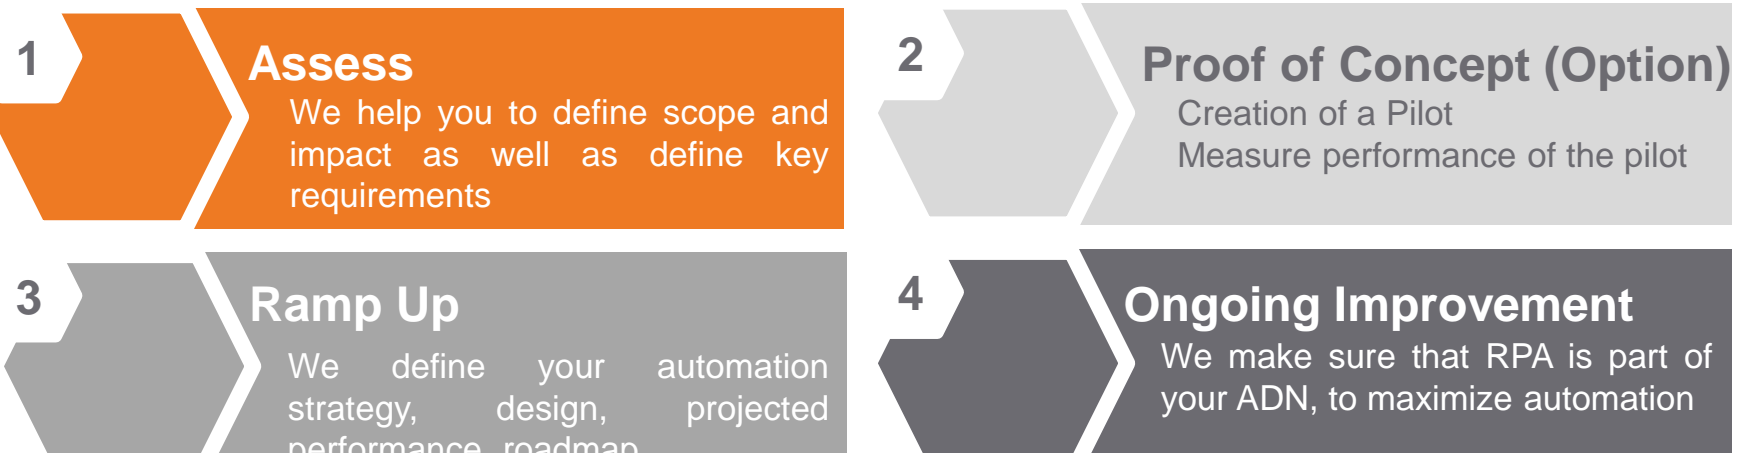 1
Assess
We help you to define scope and
impact as well as define key
requirements
2
Proof of Concept (Option)
Creation of a Pilot
Measure performance of the pilot
3
Ramp Up
We define your automation
strategy, design, projected
performance, roadmap
4
Ongoing Improvement
We make sure that RPA is part of
your ADN, to maximize automation